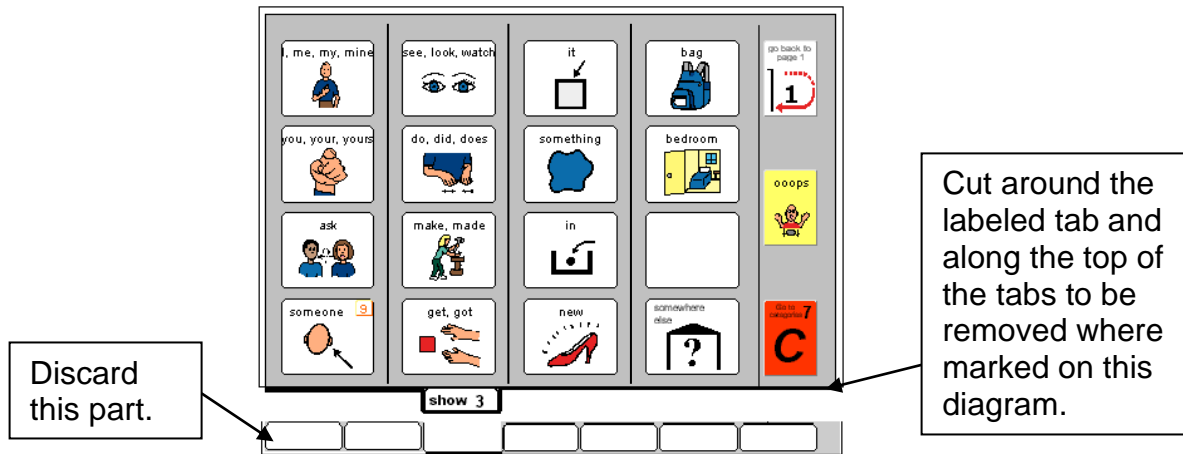 I, me, my, mine
see, look, watch
it
bag
go back to
page 1
1
you, your, yours
do, did, does
something
bedroom
ooops
ask
make, made
in
someone
9
get, got
new
somewhere
else
?
Go to
categories 7
C
show 3
Discard
this part.
Cut around the
labeled tab and
along the top of
the tabs to be
removed where
marked on this
diagram.